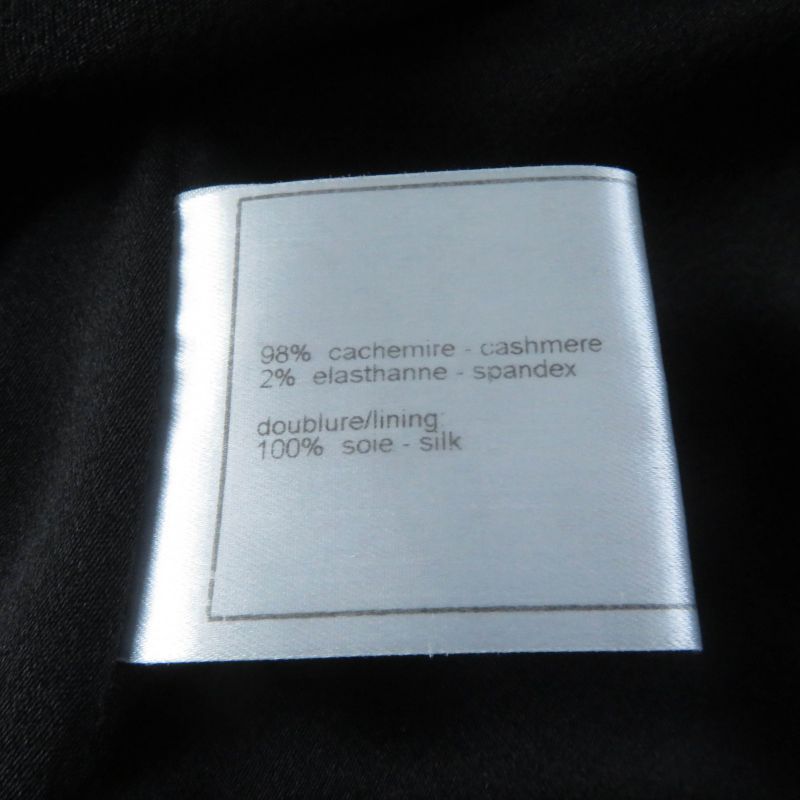 98% cachemire - cashmere
2% elasthanne - spandex
doublure/lining:
100% soie - silk